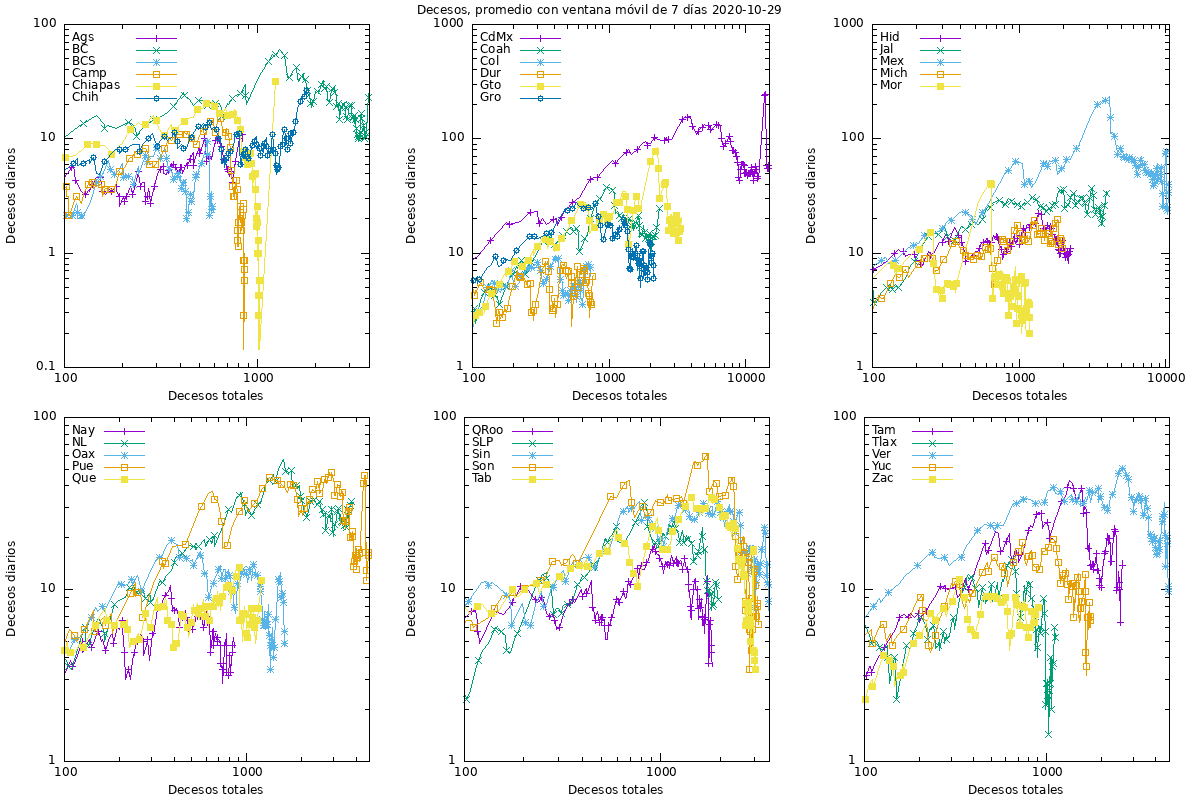 Decesos, promedio con ventana móvil de 7 días 2020-10-29
100
10
1
0.1
100
1000
Decesos diarios
Decesos totales
Ags
BC
BCS
Camp
Chiapas
Chih
1000
100
10
1
100
1000
10000
Decesos diarios
Decesos totales
CdMx
Coah
Col
Dur
Gto
Gro
1000
100
10
1
100
1000
10000
Decesos diarios
Decesos totales
Hid
Jal
Mex
Mich
Mor
100
10
1
100
1000
Decesos diarios
Decesos totales
Nay
NL
Oax
Pue
Que
100
10
1
100
1000
Decesos diarios
Decesos totales
QRoo
SLP
Sin
Son
Tab
100
10
1
100
1000
Decesos diarios
Decesos totales
Tam
Tlax
Ver
Yuc
Zac